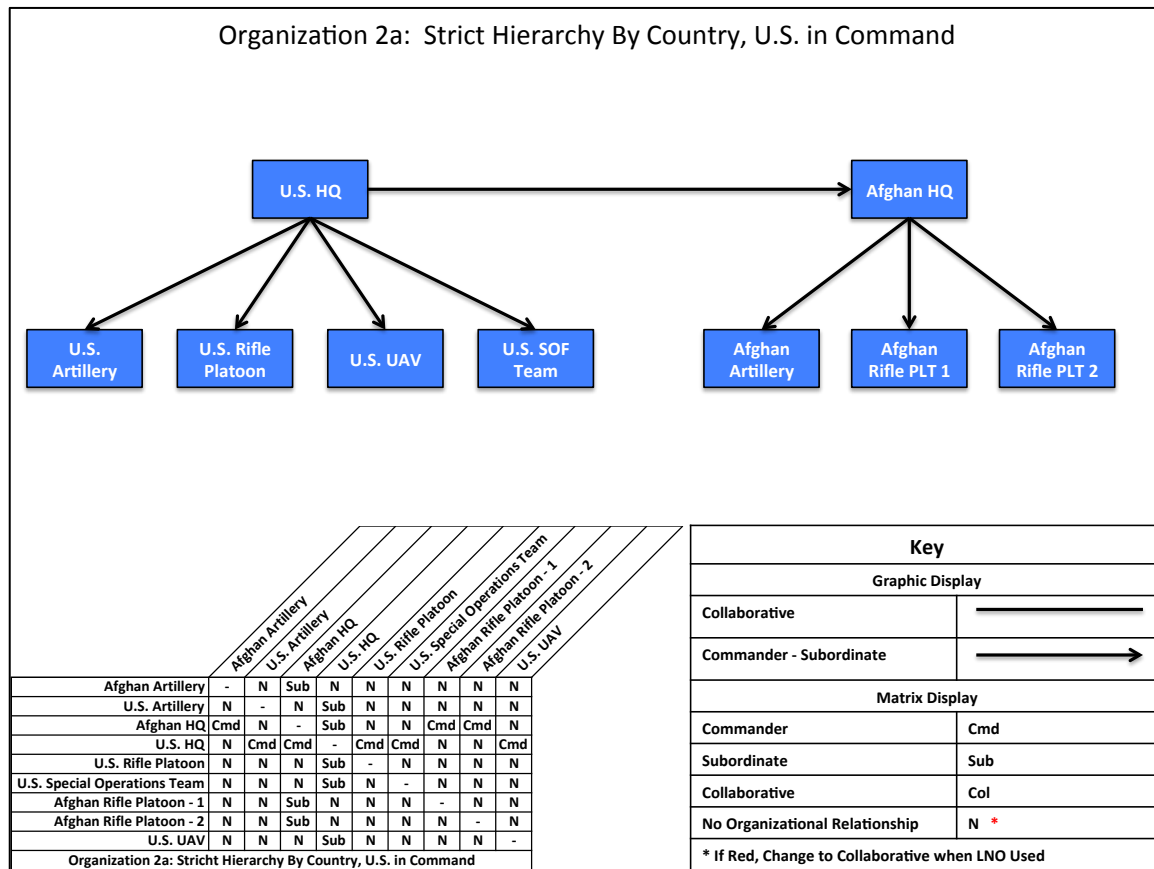 Organization 2a:  Strict Hierarchy By Country, U.S. in Command
U.S. HQ
Afghan HQ
U.S.
Artillery
U.S. Rifle
Platoon
U.S. UAV
U.S. SOF
Team
Afghan
Artillery
Afghan
Rifle PLT 1
Afghan
Rifle PLT 2
Afghan Artillery
U.S. Artillery
Afghan HQ
U.S. HQ
U.S. Rifle Platoon
U.S. Special Operations Team
Afghan Rifle Platoon - 1
Afghan Rifle Platoon - 2
U.S. UAV
Afghan Artillery - N Sub N N N N N N
U.S. Artillery N - N Sub N N N N N
Afghan HQ Cmd N - Sub N N Cmd Cmd N
U.S. HQ N Cmd Cmd - Cmd Cmd N N Cmd
U.S. Rifle Platoon N N N Sub - N N N N
U.S. Special Operations Team N N N Sub N - N N N
Afghan Rifle Platoon - 1 N N Sub N N N - N N
Afghan Rifle Platoon - 2 N N Sub N N N N - N
U.S. UAV N N N Sub N N N N -
Organization 2a: Stricht Hierarchy By Country, U.S. in Command
Key
Graphic Display
Collaborative
Commander - Subordinate
Matrix Display
Commander Cmd
Subordinate Sub
Collaborative Col
No Organizational Relationship N *
* If Red, Change to Collaborative when LNO Used